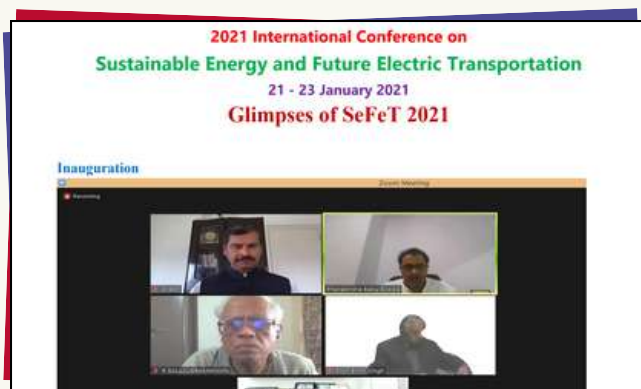 2021 International Conference on
Sustainable Energy and Future Electric Transportation
21 - 23 January 2021
Glimpses of SeFeT 2021
Inauguration
Zoom Meeting
Recording